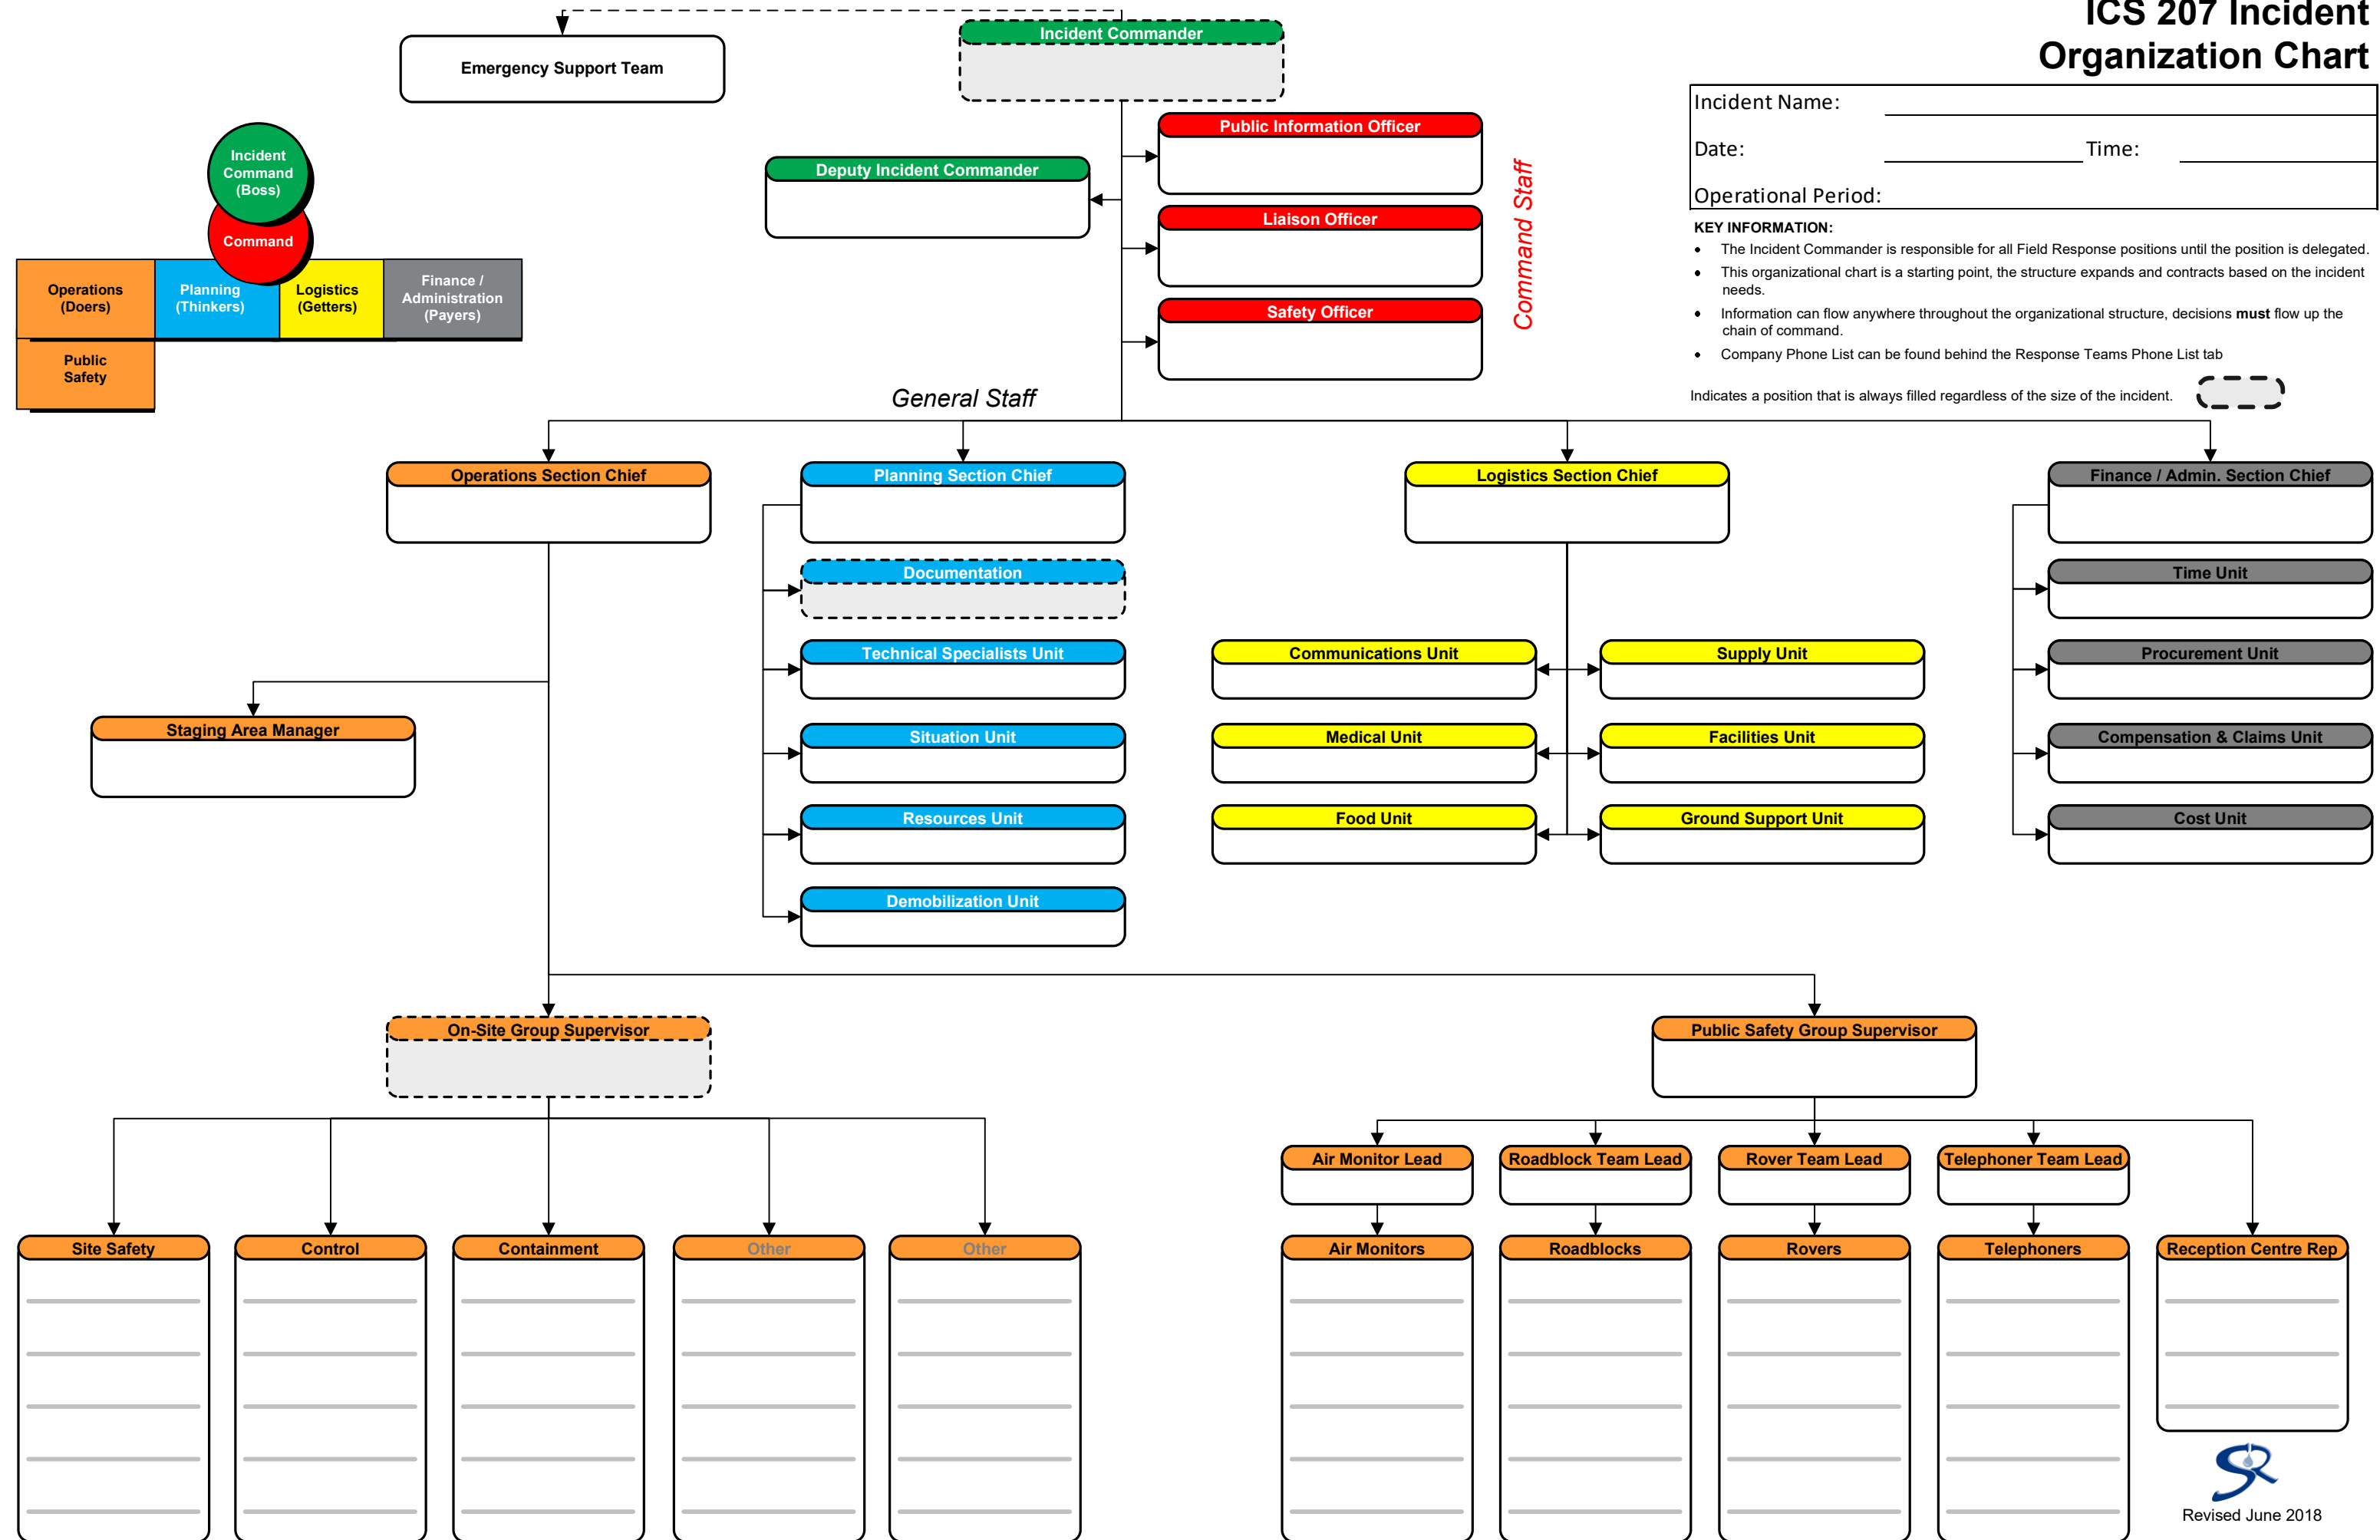 ICS 207 Incident
Organization Chart
Incident Commander
Emergency Support Team
Incident Name:
Date:
Time:
Operational Period:
Public Information Officer
Deputy Incident Commander
Liaison Officer
Safety Officer
Command Staff
Incident
Command
(Boss)
Command
Operations
(Doers)
Planning
(Thinkers)
Logistics
(Getters)
Finance /
Administration
(Payers)
Public
Safety
KEY INFORMATION:
• The Incident Commander is responsible for all Field Response positions until the position is delegated.
• This organizational chart is a starting point, the structure expands and contracts based on the incident
needs.
• Information can flow anywhere throughout the organizational structure, decisions must flow up the
chain of command.
• Company Phone List can be found behind the Response Teams Phone List tab
Indicates a position that is always filled regardless of the size of the incident.
General Staff
Operations Section Chief
Planning Section Chief
Logistics Section Chief
Finance / Admin. Section Chief
Documentation
Time Unit
Technical Specialists Unit
Communications Unit
Supply Unit
Procurement Unit
Staging Area Manager
Situation Unit
Medical Unit
Facilities Unit
Compensation & Claims Unit
Resources Unit
Food Unit
Ground Support Unit
Cost Unit
Demobilization Unit
On-Site Group Supervisor
Public Safety Group Supervisor
Air Monitor Lead
Roadblock Team Lead
Rover Team Lead
Telephoner Team Lead
Site Safety
Control
Containment
Other
Other
Air Monitors
Roadblocks
Rovers
Telephoners
Reception Centre Rep
SR
Revised June 2018